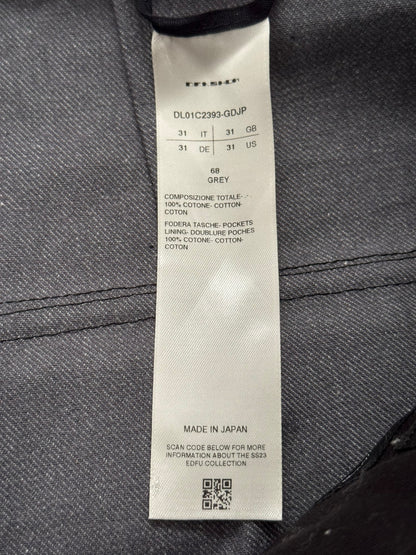 DL01C2393-GDJP
31 IT 31 GB
31 DE 31 US
68
GREY
COMPOSIZIONE TOTALE- -
100% COTONE- COTTON-
COTON
FODERA TASCHE- POCKETS
LINING- DOUBLURE POCHES
100% COTONE- COTTON-
COTON
MADE IN JAPAN
SCAN CODE BELOW FOR MORE
INFORMATION ABOUT THE SS23
EDFU COLLECTION